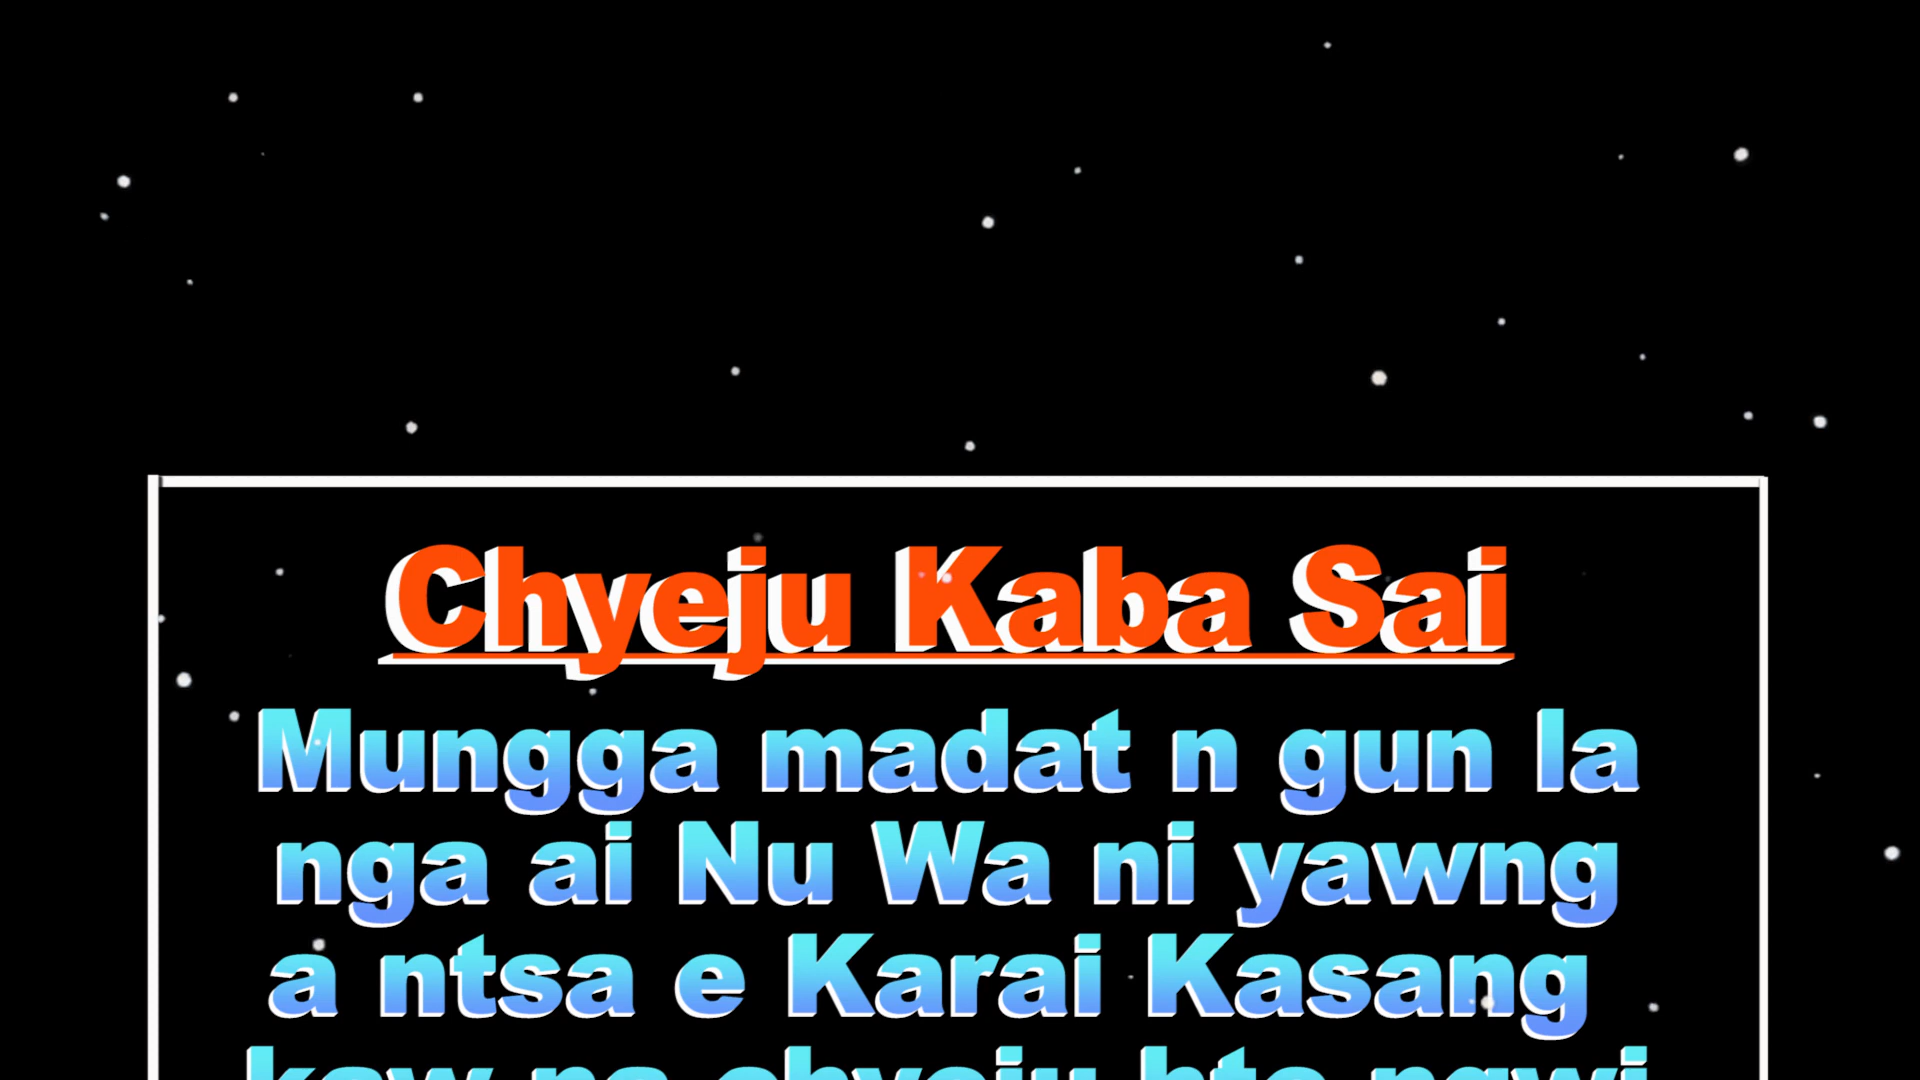 Chyeju Kaba Sai
Mungga madat n gun la
nga ai Nu Wa ni yawng
a ntsa e Karai Kasang
kaw na chyeju hte ngwi